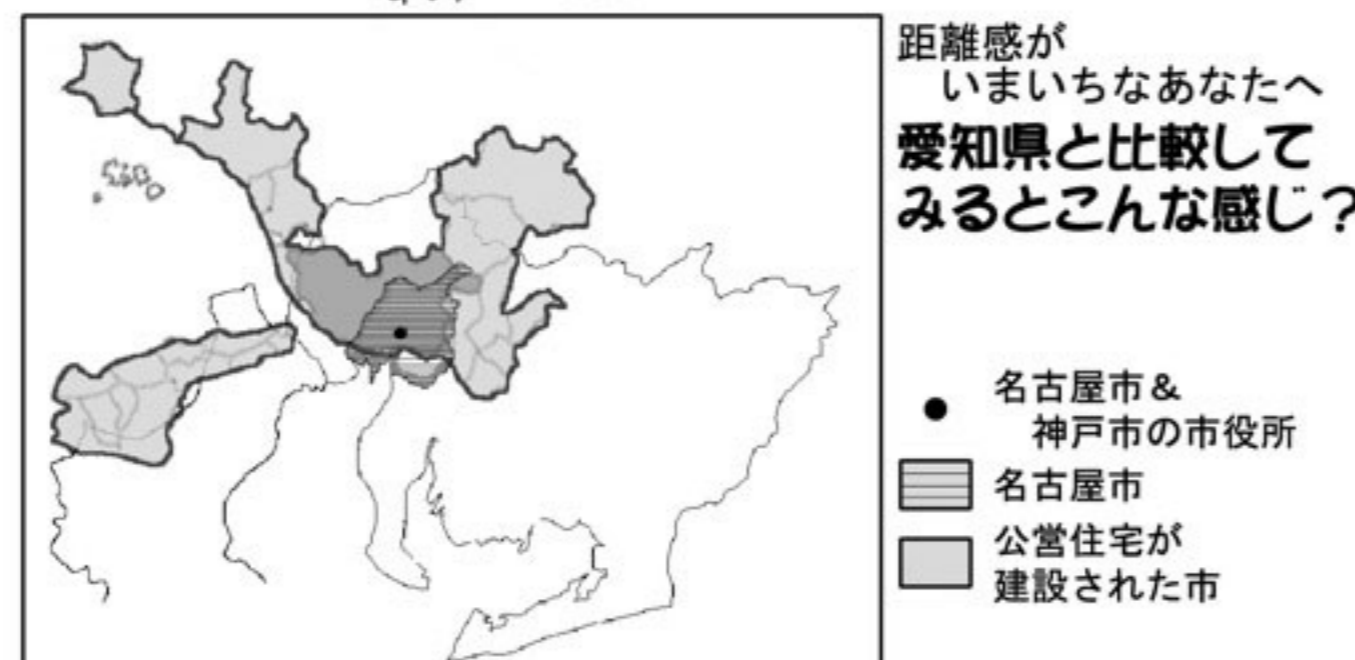 距離感が
いまいちなあなたへ
愛知県と比較して
みるとこんな感じ？
名古屋市＆
神戸市の市役所
名古屋市
公営住宅が
建設された市